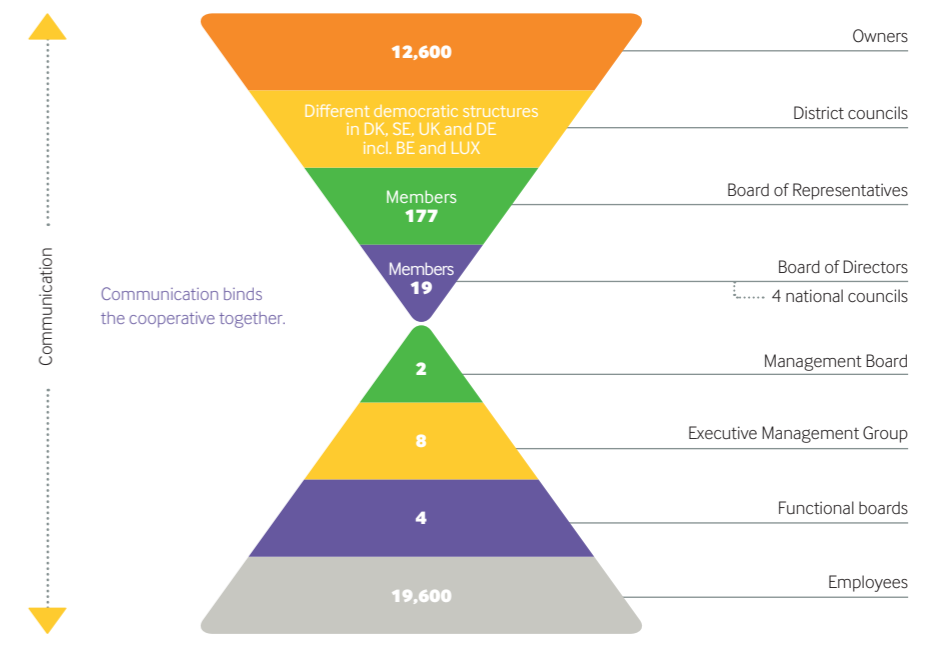 12,600
Owners
Different democratic structures
in DK, SE, UK and DE
incl. BE and LUX
District councils
Members
177
Board of Representatives
Members
19
Board of Directors
4 national councils
Communication
Communication binds
the cooperative together.
2
Management Board
8
Executive Management Group
4
Functional boards
19,600
Employees